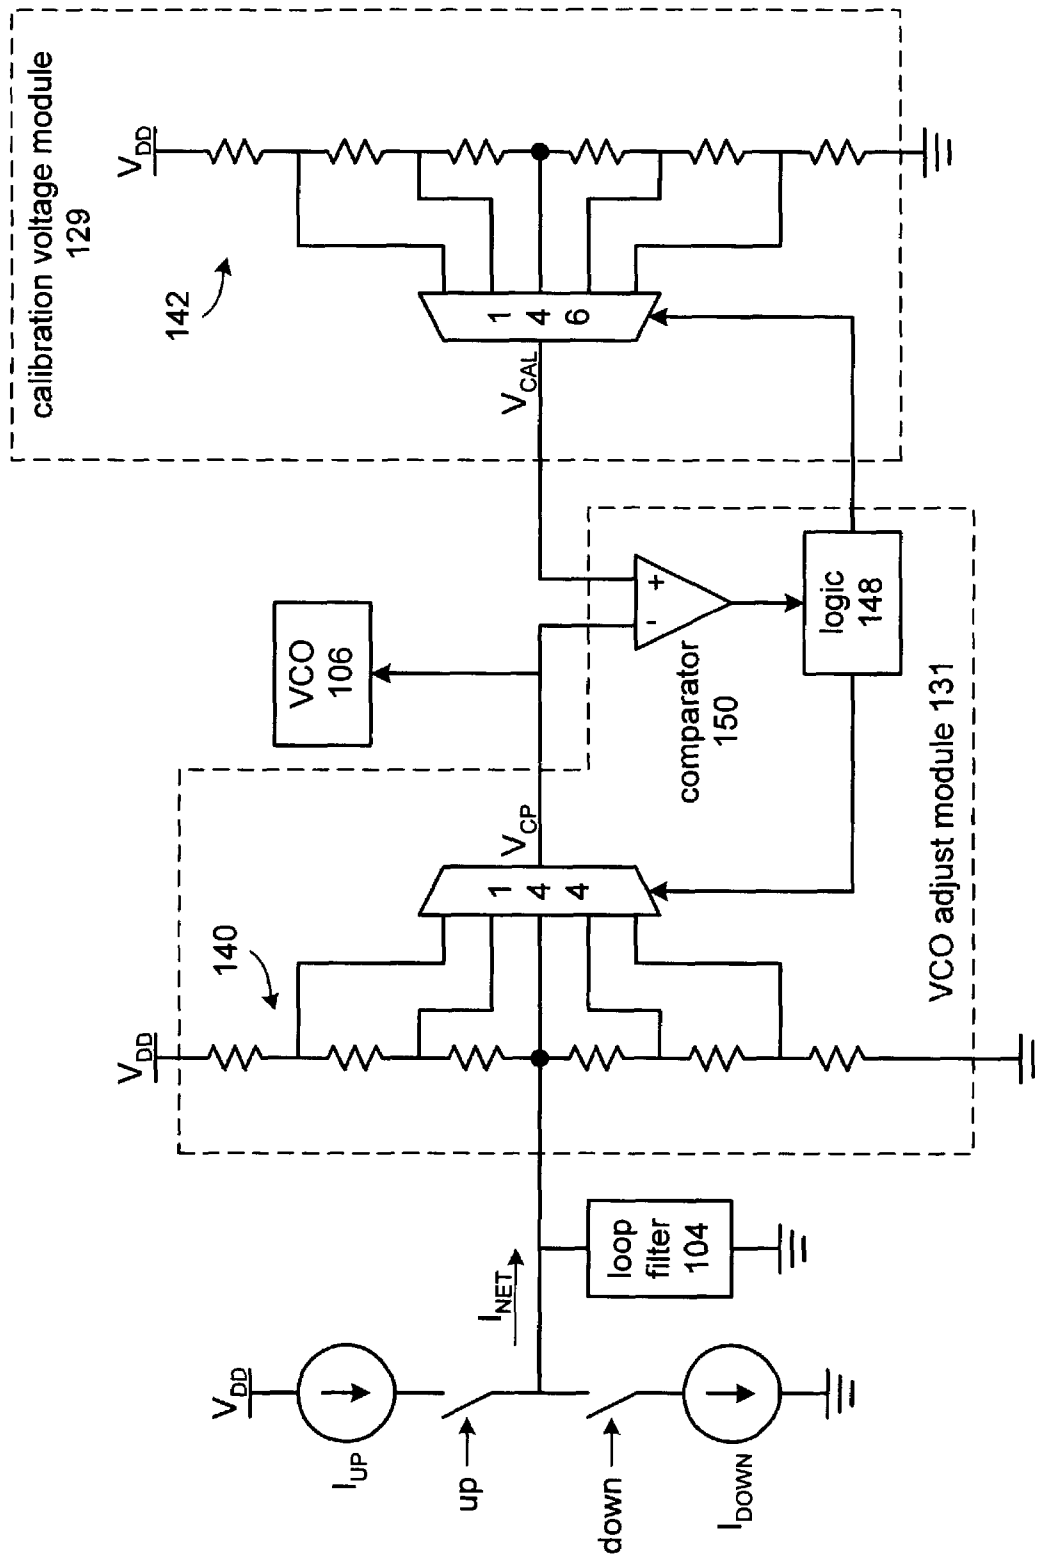 calibration voltage module
129
V_DD
142
1
4
6
V_CAL
VCO
106
+
-
comparator
150
logic
148
VCO adjust module 131
V_CP
1
4
4
140
V_DD
I_NET
loop
filter
104
V_DD
I_UP
up
down
I_DOWN